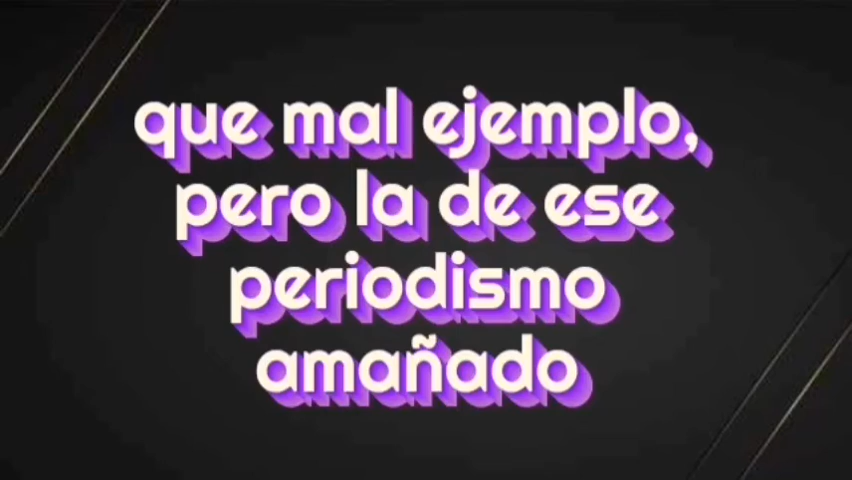 que mal ejemplo,
pero la de ese
periodismo
amañado